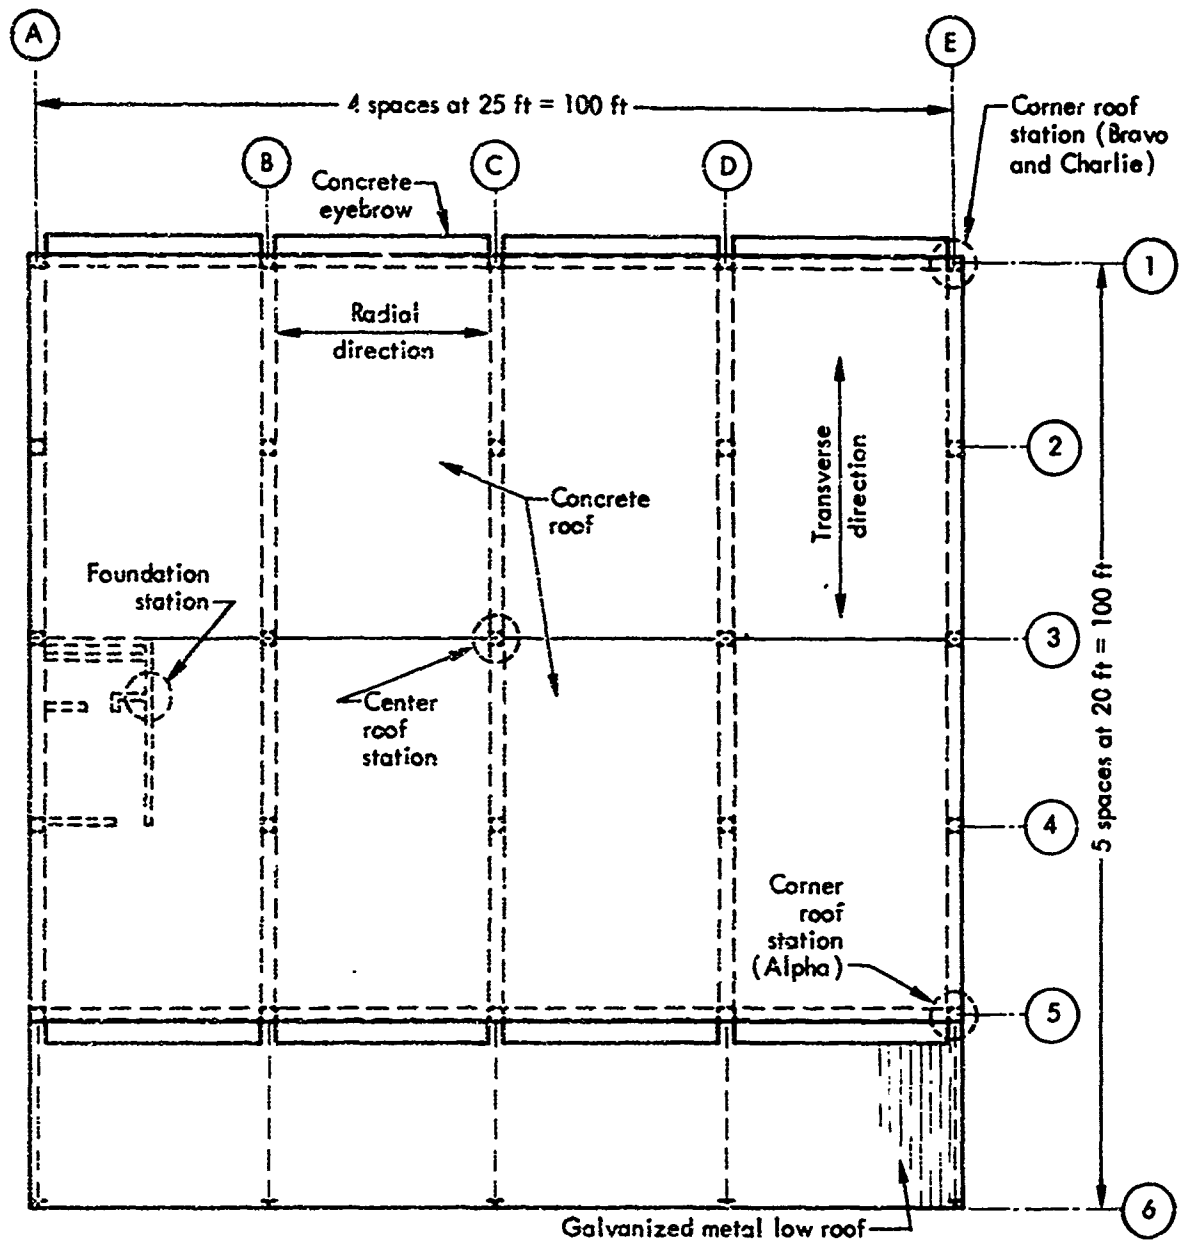 A
E
4 spaces at 25 ft = 100 ft
Corner roof
station (Bravo
and Charlie)
B
C
D
Concrete
eyebrow
1
Radial
direction
Transverse
direction
2
Concrete
roof
Foundation
station
5 spaces at 20 ft = 100 ft
3
Center
roof
station
4
Corner
roof
station
(Alpha)
5
6
Galvanized metal low roof